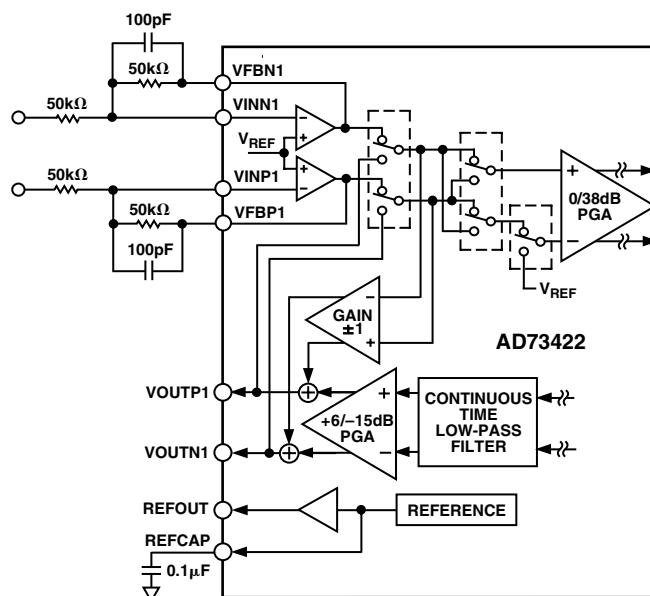 100pF
50kΩ
VFBN1
50kΩ
VINN1
VREF
50kΩ
VINP1
50kΩ
VFBP1
100pF
0/38dB
PGA
VREF
GAIN
±1
AD73422
VOUTP1
+6/–15dB
PGA
CONTINUOUS
TIME
LOW-PASS
FILTER
VOUTN1
REFOUT
REFERENCE
REFCAP
0.1μF